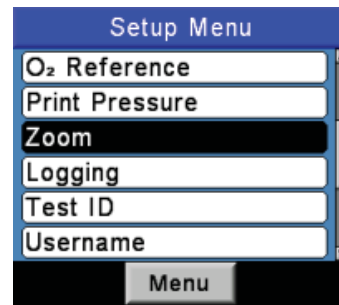 Setup Menu
O₂ Reference
Print Pressure
Zoom
Logging
Test ID
Username
Menu